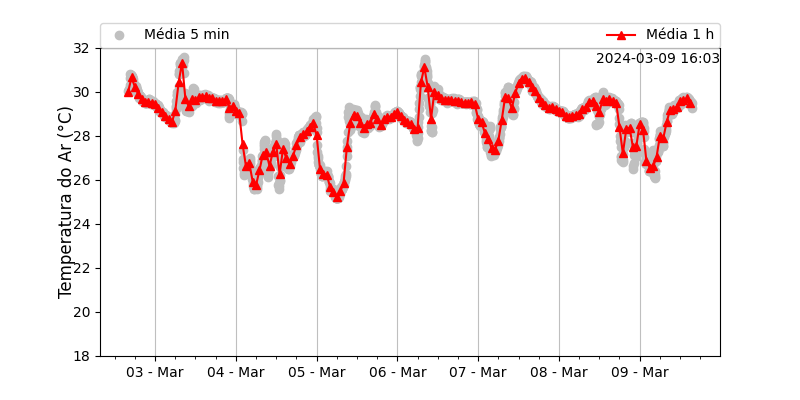 Média 5 min
Média 1 h
2024-03-09 16:03
Temperatura do Ar (°C)
32
30
28
26
24
22
20
18
03 - Mar
04 - Mar
05 - Mar
06 - Mar
07 - Mar
08 - Mar
09 - Mar